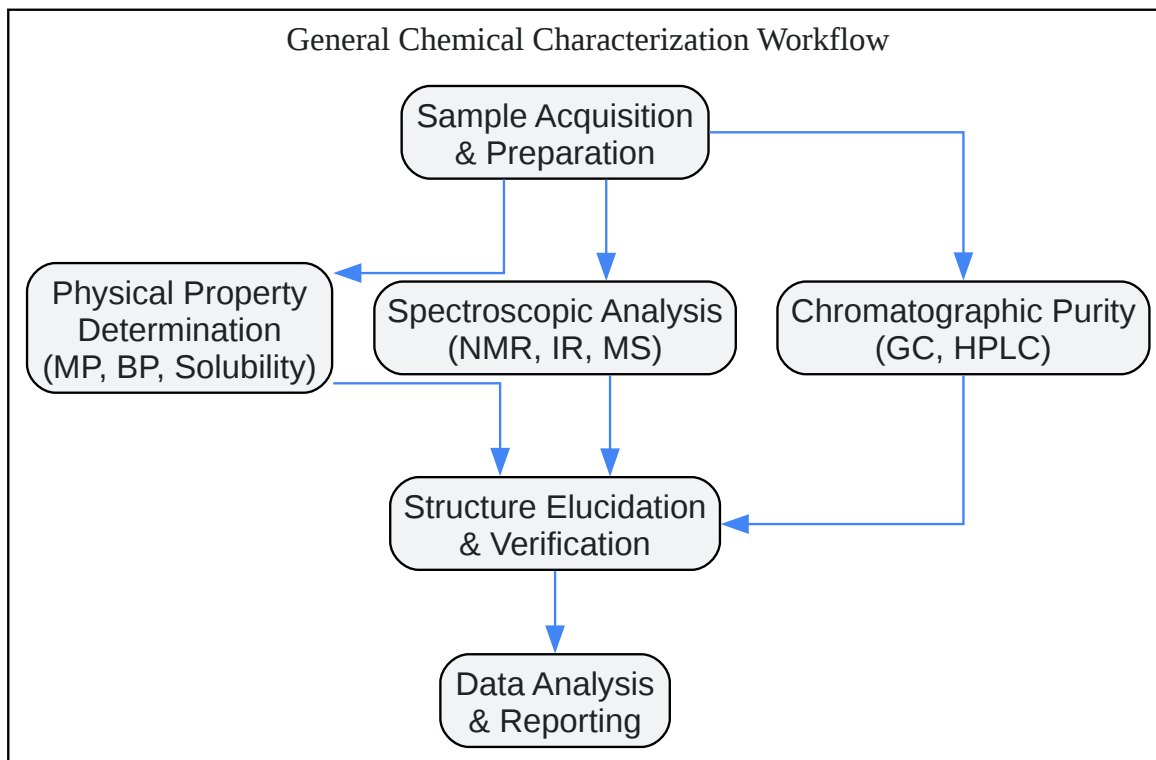 General Chemical Characterization Workflow
Sample Acquisition
& Preparation
Physical Property
Determination
(MP, BP, Solubility)
Spectroscopic Analysis
(NMR, IR, MS)
Chromatographic Purity
(GC, HPLC)
Structure Elucidation
& Verification
Data Analysis
& Reporting